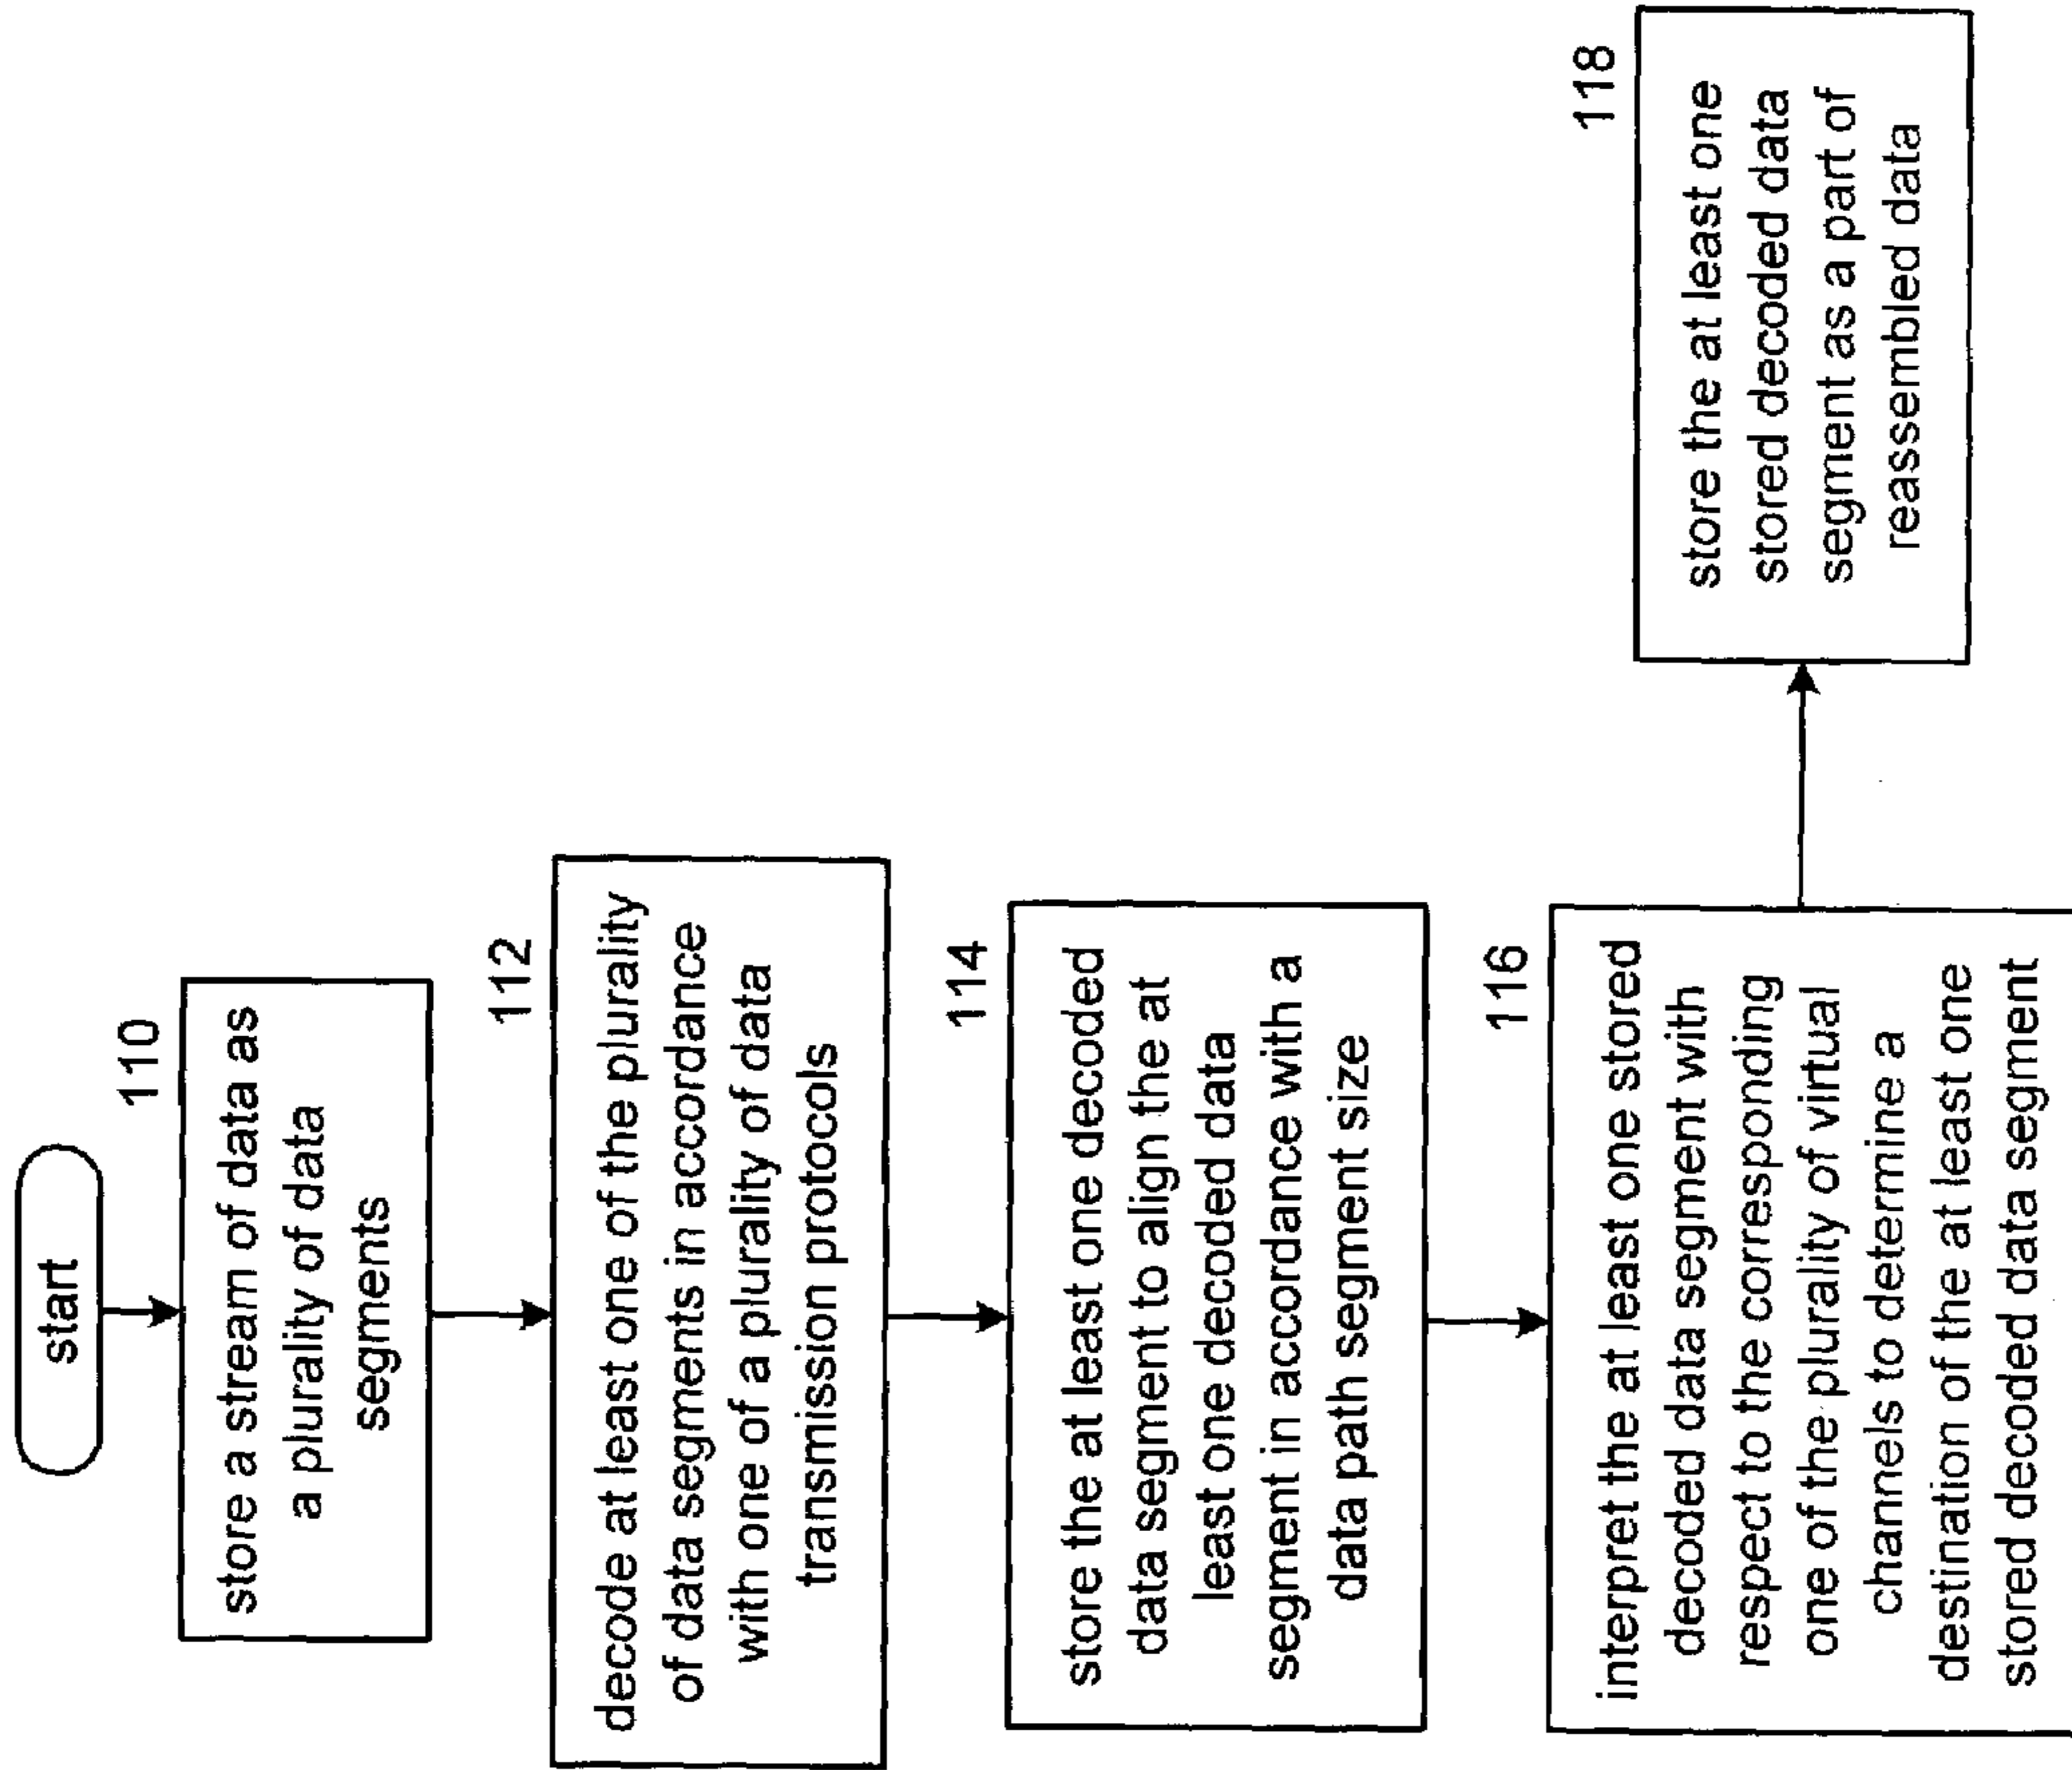 start
110
store a stream of data as
a plurality of data
segments
112
decode at least one of the plurality
of data segments in accordance
with one of a plurality of data
transmission protocols
114
store the at least one decoded
data segment to align the at
least one decoded data
segment in accordance with a
data path segment size
116
interpret the at least one stored
decoded data segment with
respect to the corresponding
one of the plurality of virtual
channels to determine a
destination of the at least one
stored decoded data segment
118
store the at least one
stored decoded data
segment as a part of
reassembled data